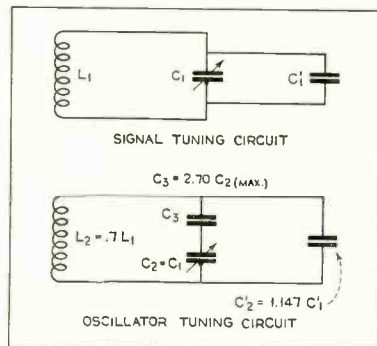 L₁
C₁
C'₁
SIGNAL TUNING CIRCUIT
C₃ = 2.70 C₂ (MAX.)
C₃
L₂ = .7 L₁
C₂ = C₁
C'₂ = 1.147 C'₁
OSCILLATOR TUNING CIRCUIT